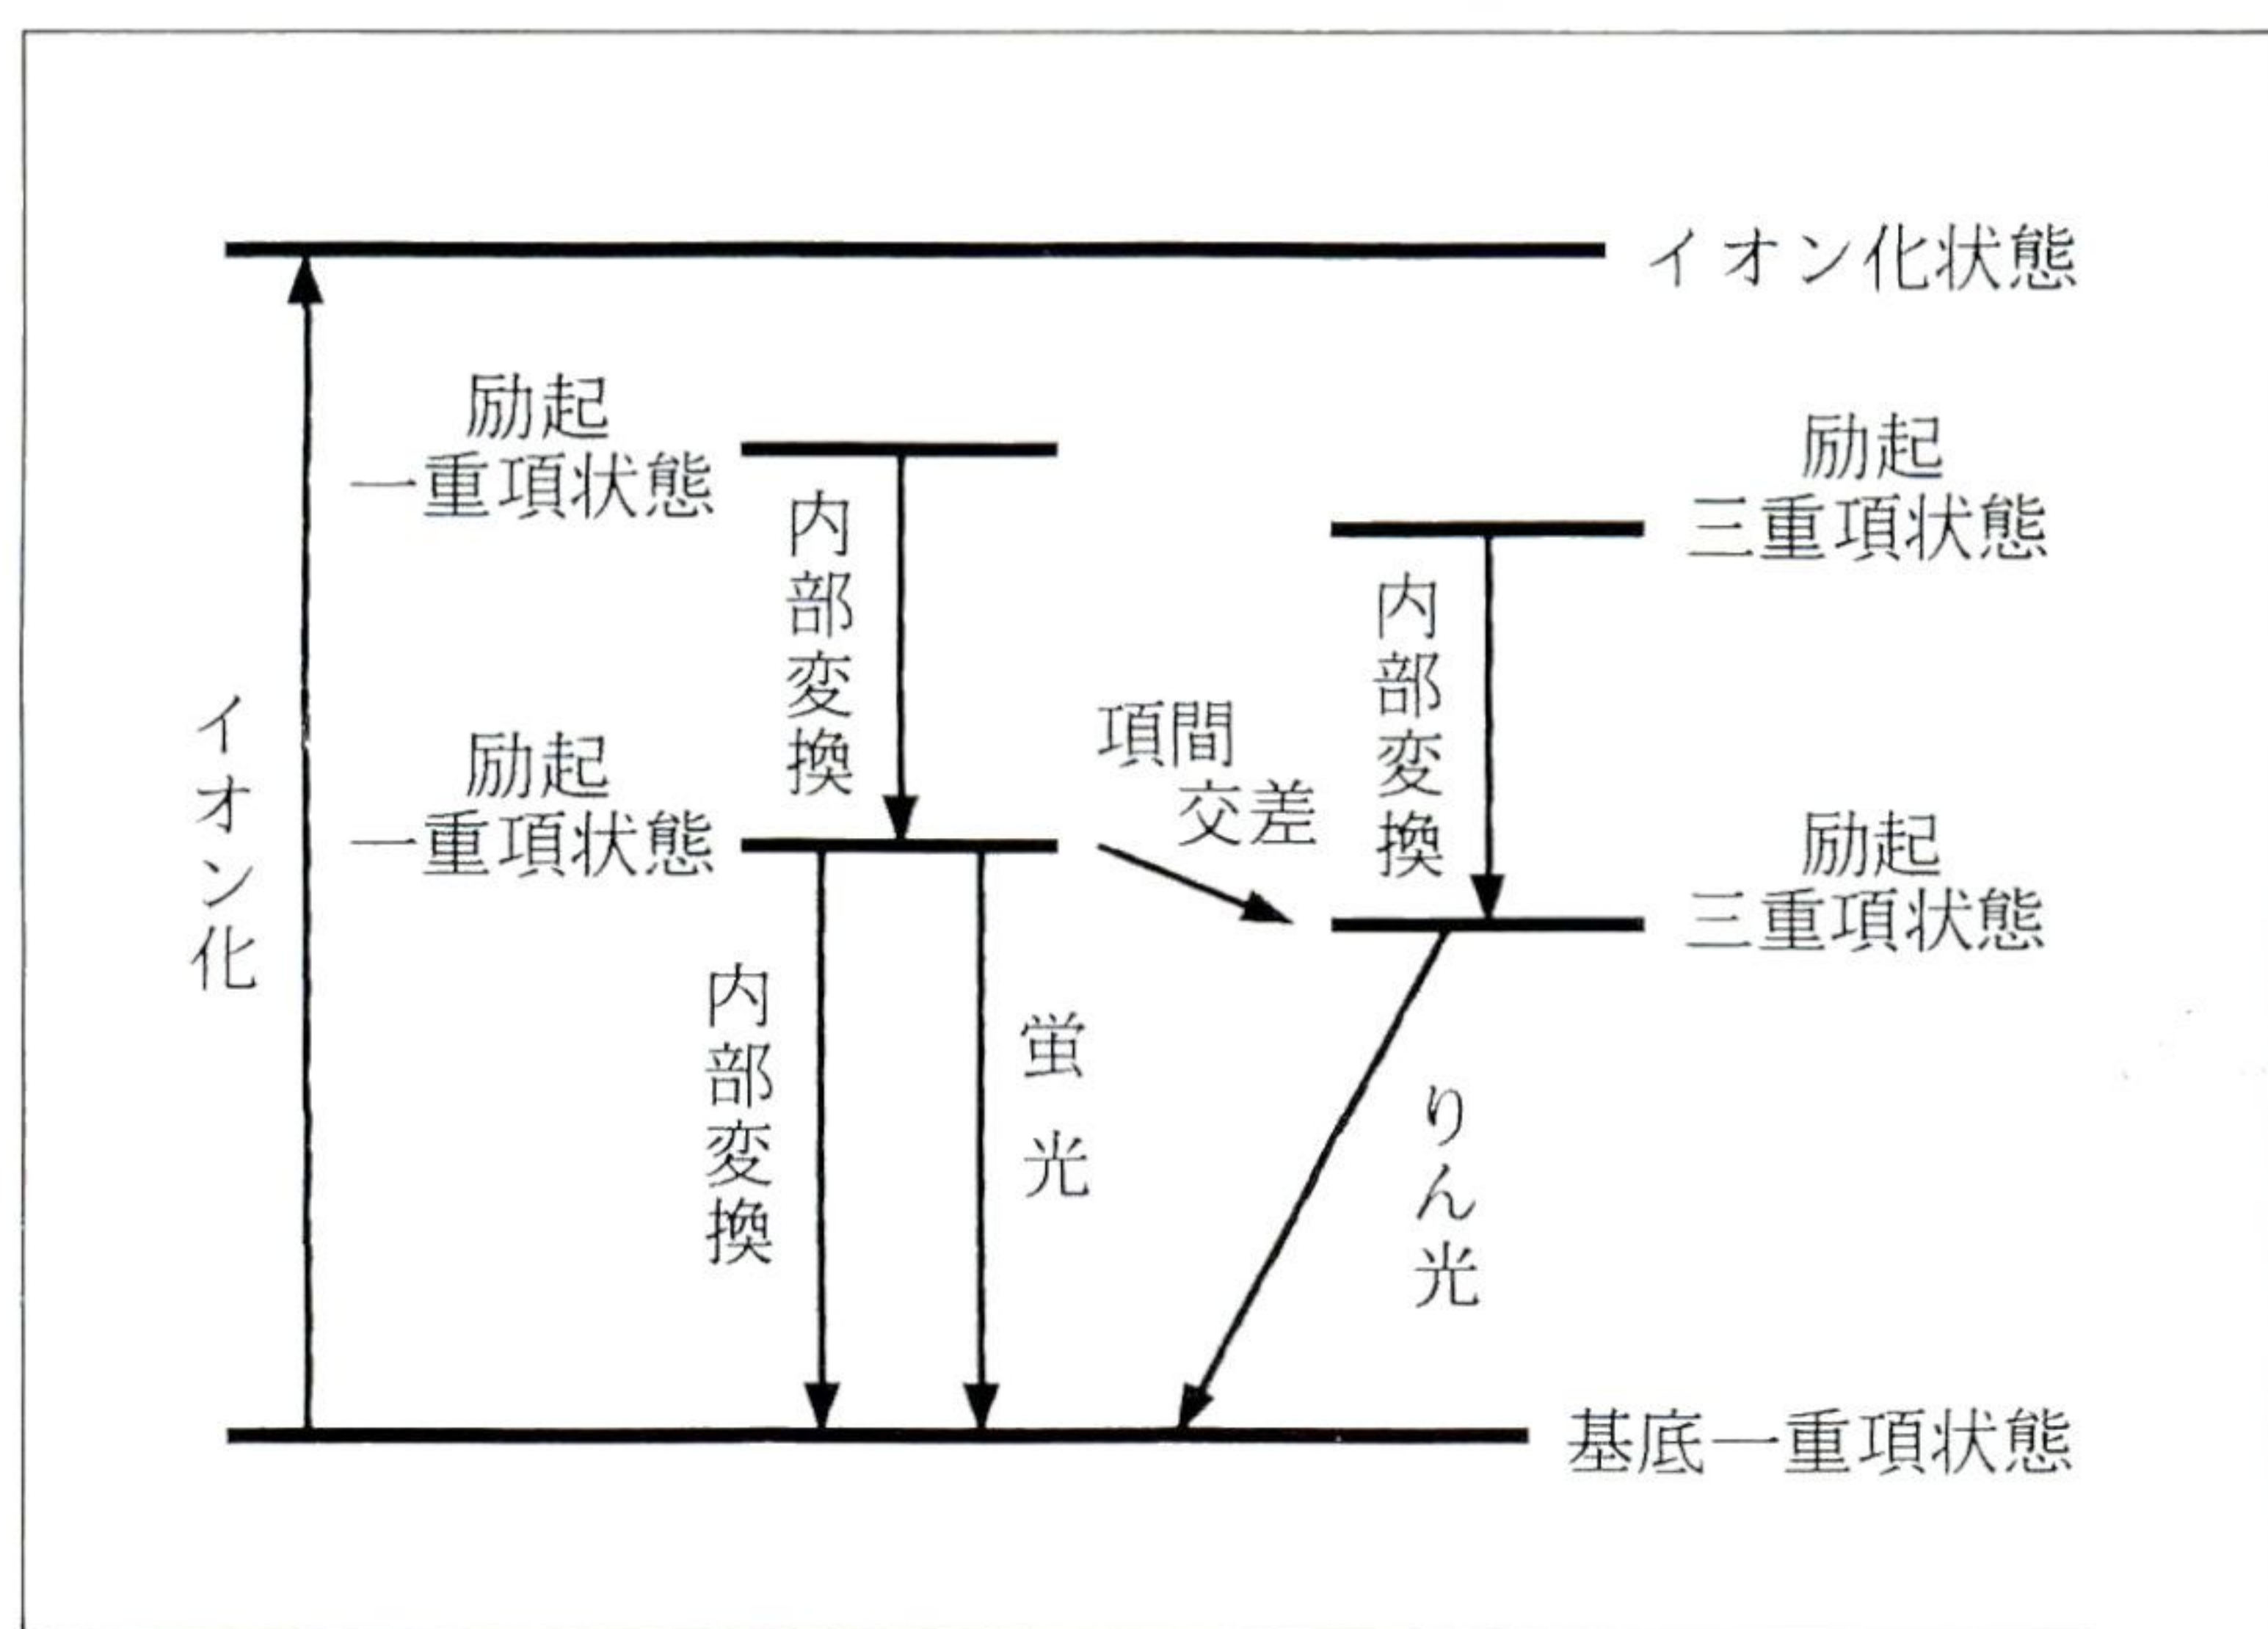 イオン化状態
励起
一重項状態
励起
三重項状態
内部変換
内部変換
イオン化
励起
一重項状態
項間
交差
励起
三重項状態
内部変換
蛍光
りん光
基底一重項状態